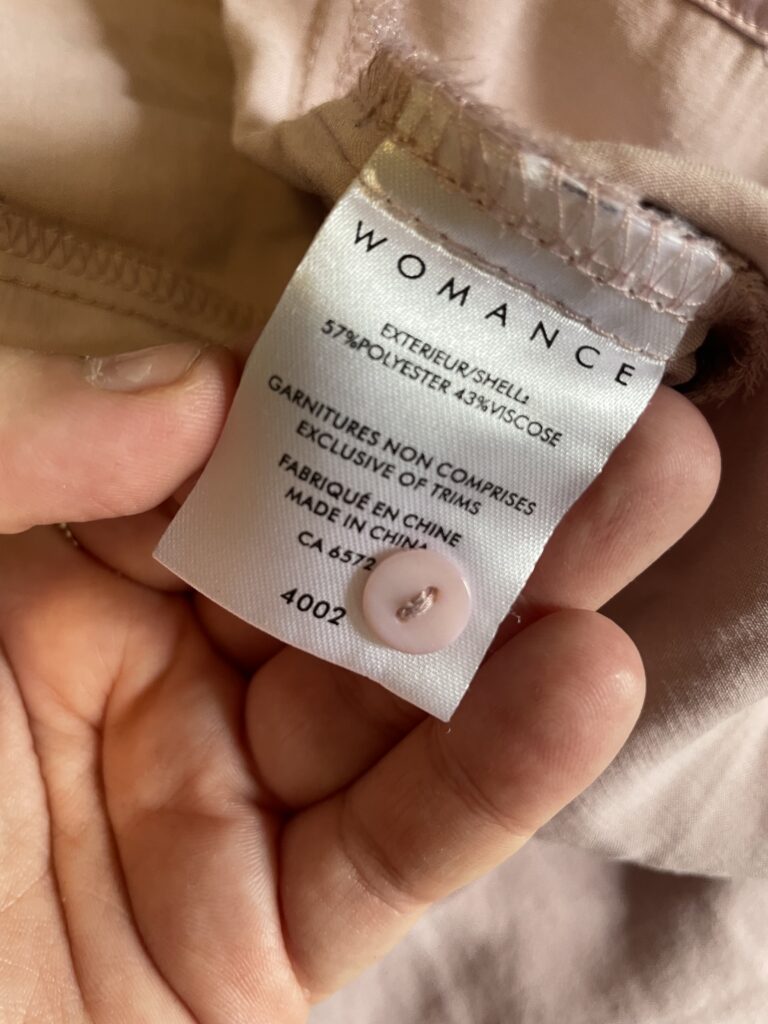 WOMANCE
EXTERIEUR/SHELL:
57%POLYESTER 43%VISCOSE
GARNITURES NON COMPRISES
EXCLUSIVE OF TRIMS
FABRIQUÉ EN CHINE
MADE IN CHINA
CA 6572
4002